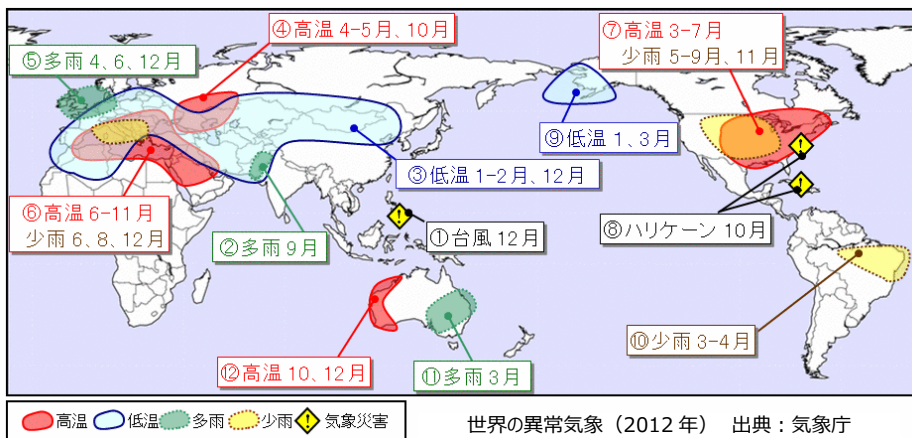 ④高温 4-5月、10月
⑦高温 3-7月
少雨 5-9月、11月
⑤多雨 4、6、12月
⑨低温 1、3月
③低温 1-2月、12月
⑥高温 6-11月
少雨 6、8、12月
②多雨 9月
①台風 12月
⑧ハリケーン 10月
⑩少雨 3-4月
⑫高温 10、12月
⑪多雨 3月
高温 低温 多雨 少雨 気象災害
世界の異常気象（2012 年） 出典：気象庁